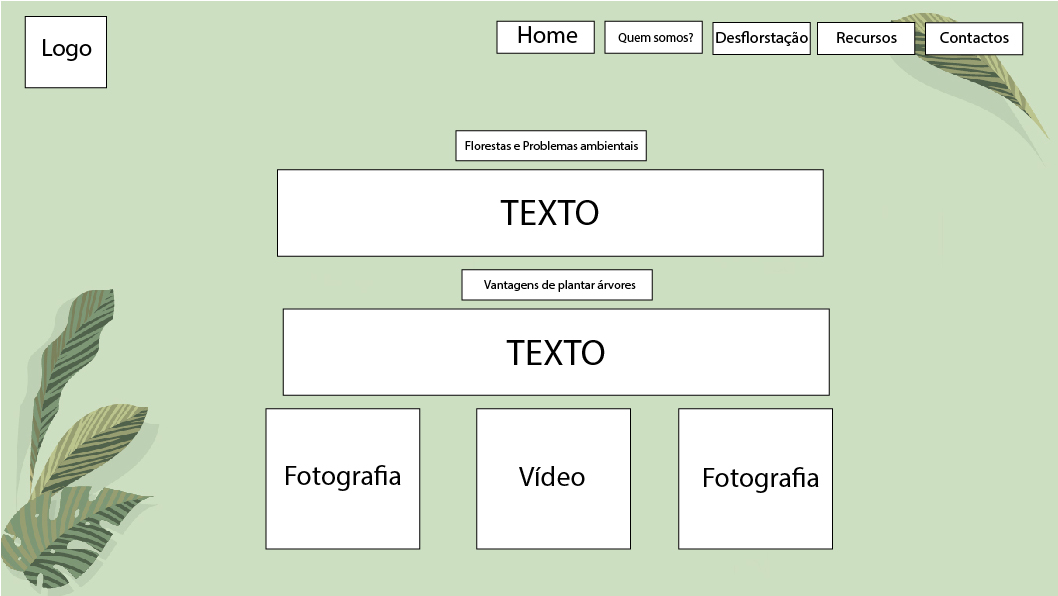 Logo
Home
Quem somos?
Desflorstação
Recursos
Contactos
Florestas e Problemas ambientais
TEXTO
Vantagens de plantar árvores
TEXTO
Fotografia
Vídeo
Fotografia